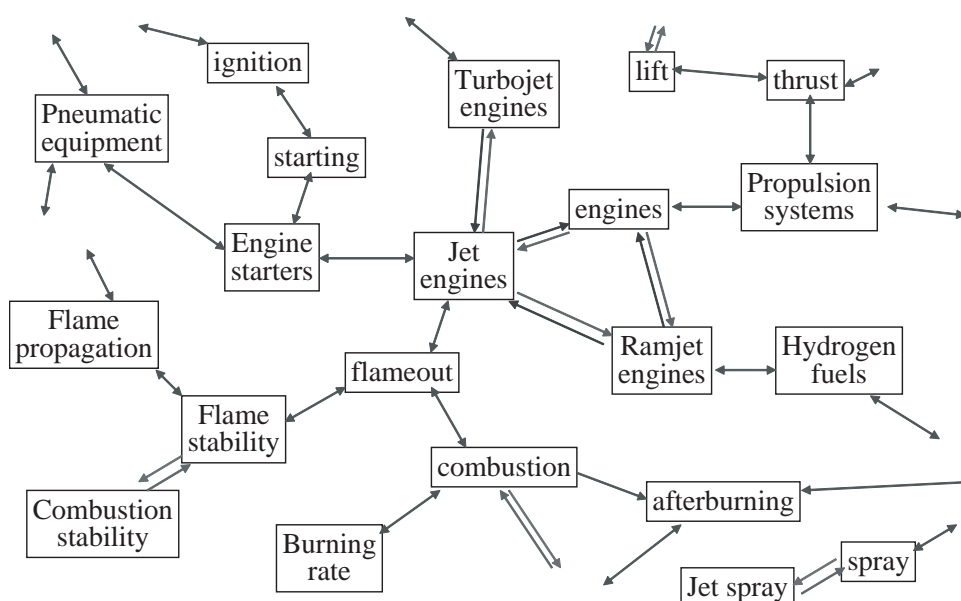 ignition
Turbojet
engines
lift
thrust
Pneumatic
equipment
starting
Propulsion
systems
engines
Engine
starters
Jet
engines
Flame
propagation
flameout
Ramjet
engines
Hydrogen
fuels
Flame
stability
combustion
afterburning
Combustion
stability
Burning
rate
spray
Jet spray